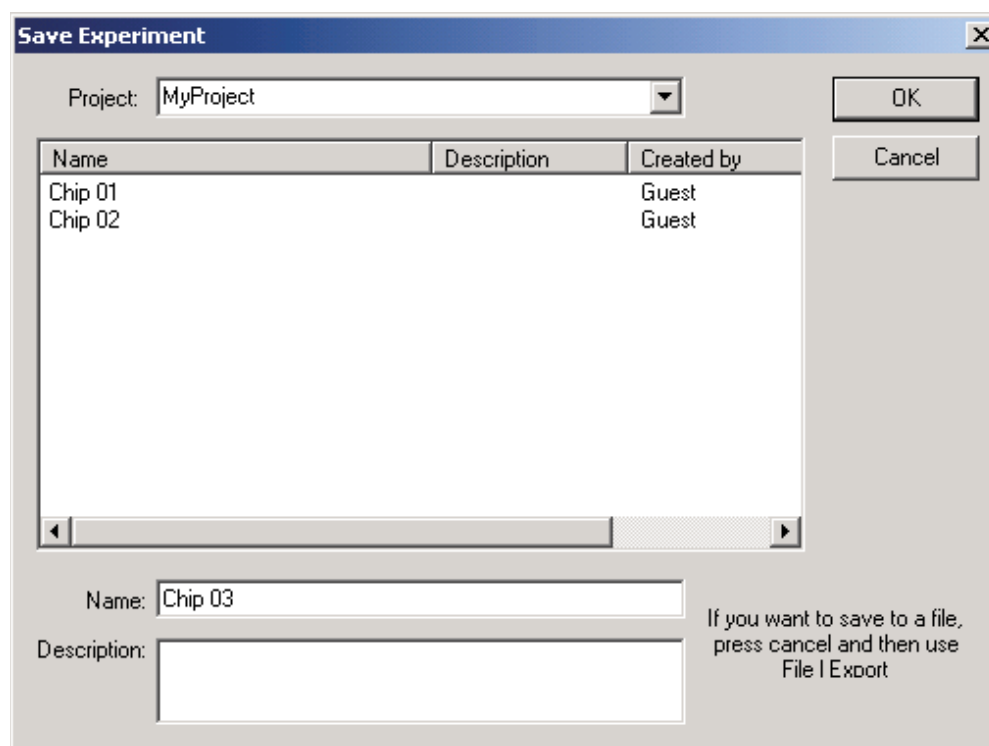 Save Experiment
Project: MyProject
OK
Cancel
Name Description Created by
Chip 01 Guest
Chip 02 Guest
Name: Chip 03
Description:
If you want to save to a file,
press cancel and then use
File | Export